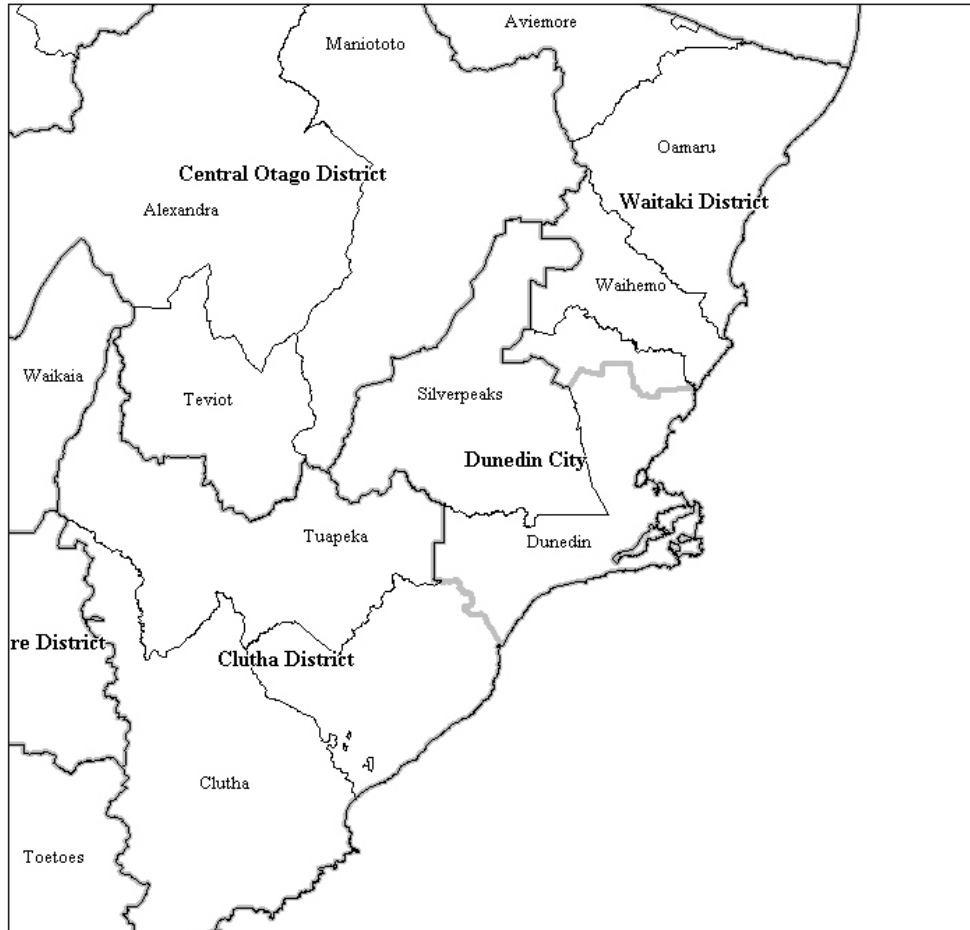 Aviemore
Maniototo
Oamaru
Central Otago District
Waitaki District
Alexandra
Waihemo
Waikaia
Teviot
Silverpeaks
Dunedin City
Tuapeka
Dunedin
re District
Clutha District
Clutha
Toetoes